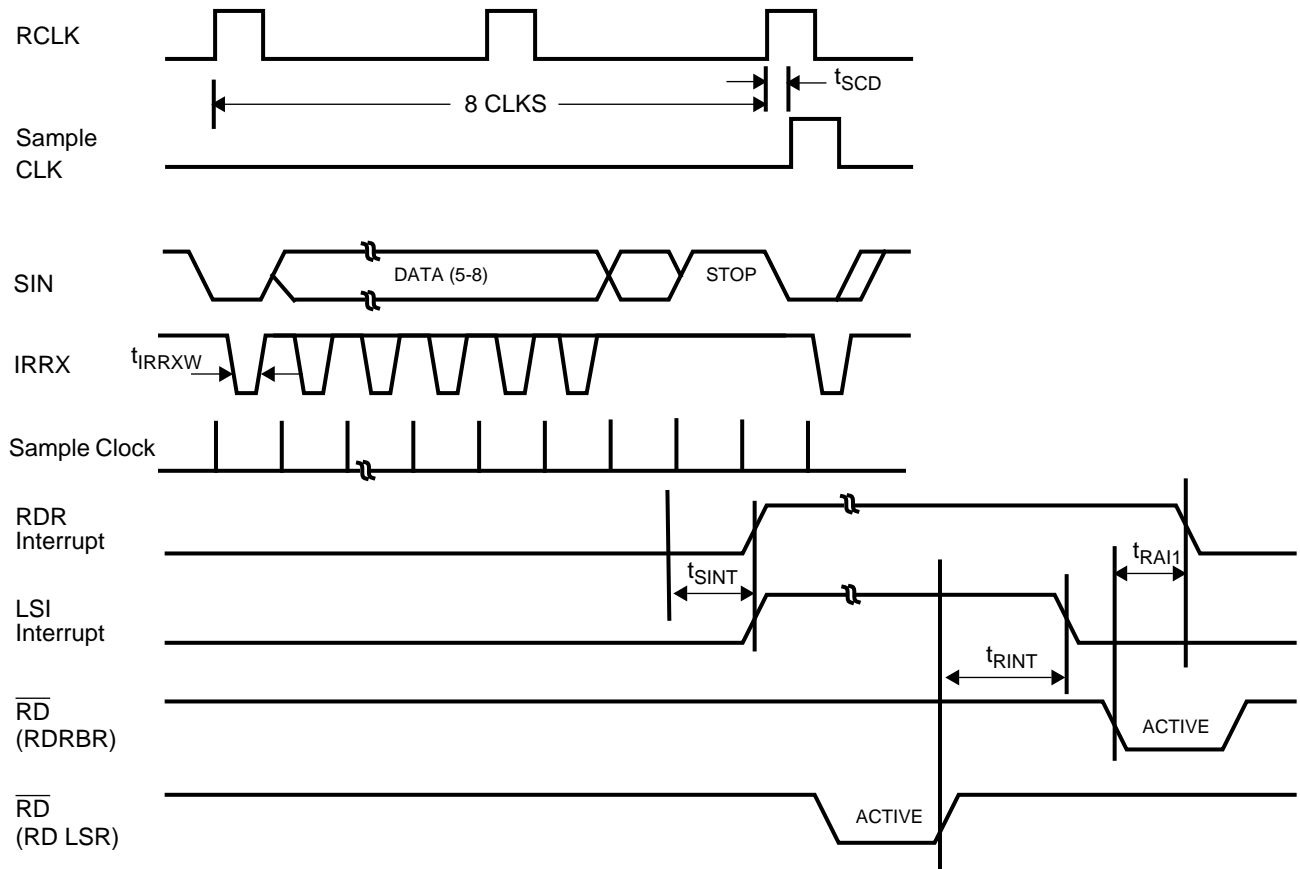 RCLK
tSCD
8 CLKS
Sample
CLK
SIN
DATA (5-8)
STOP
IRRX
tIRRXW
Sample Clock
RDR
Interrupt
tRAI1
tSINT
LSI
Interrupt
tRINT
RD
(RDRBR)
ACTIVE
RD
(RD LSR)
ACTIVE